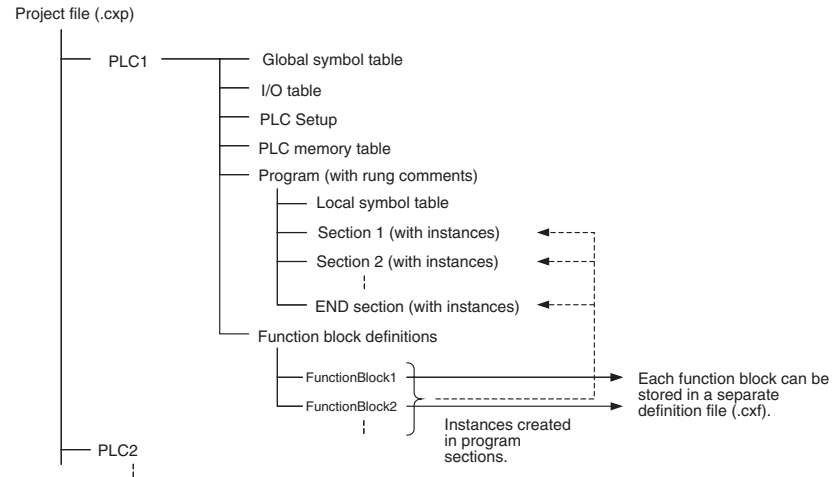 Project file (.cxp)
PLC1
Global symbol table
I/O table
PLC Setup
PLC memory table
Program (with rung comments)
Local symbol table
Section 1 (with instances)
Section 2 (with instances)
END section (with instances)
Function block definitions
FunctionBlock1
FunctionBlock2
Each function block can be
stored in a separate
definition file (.cxf).
Instances created
in program
sections.
PLC2